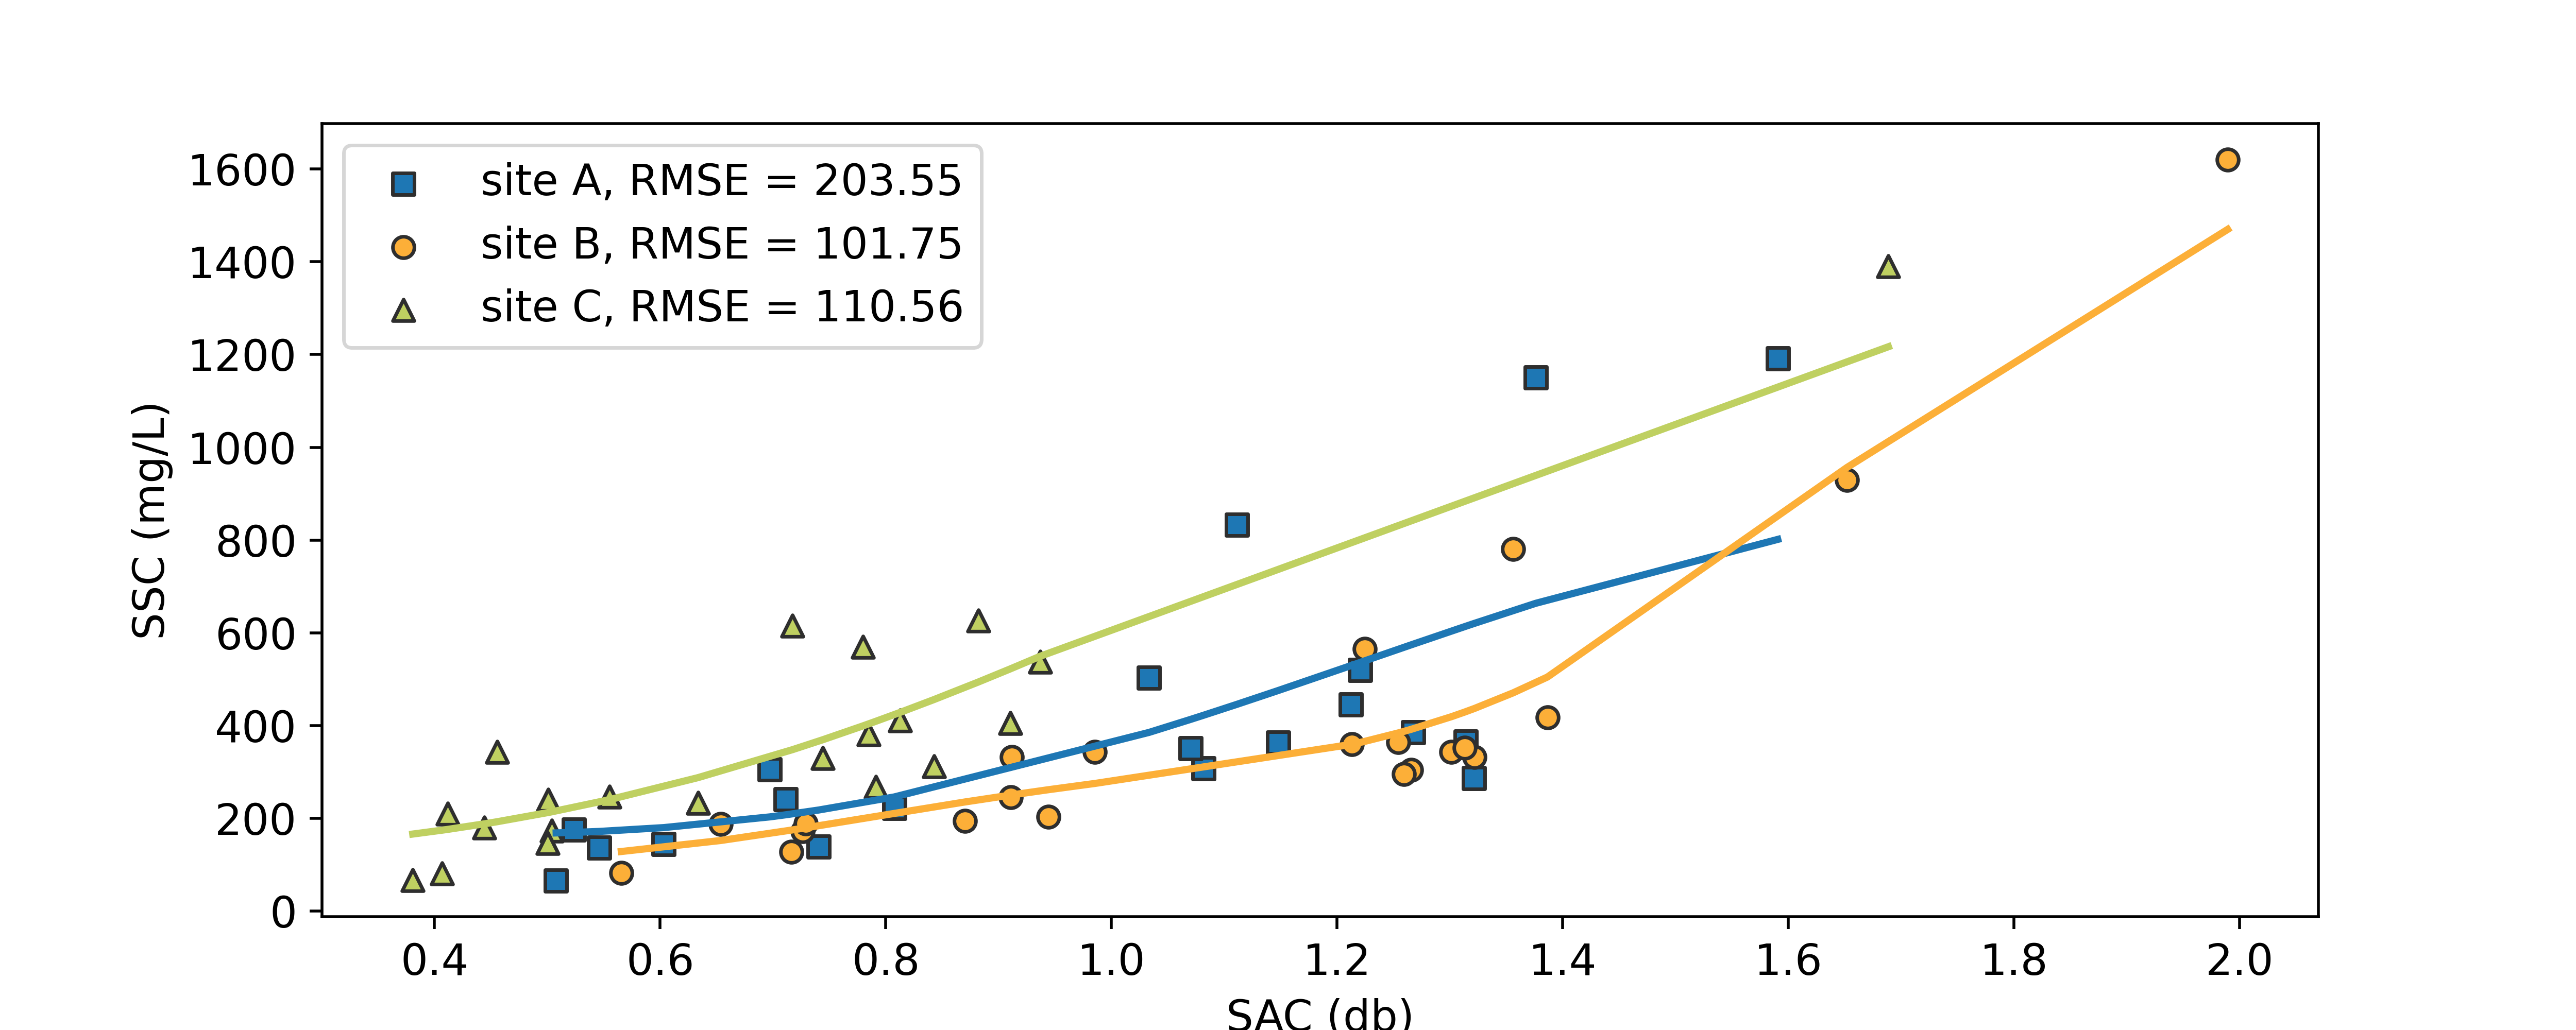 site A, RMSE = 203.55
site B, RMSE = 101.75
site C, RMSE = 110.56
SSC (mg/L)
1600
1400
1200
1000
800
600
400
200
0
0.4 0.6 0.8 1.0 1.2 1.4 1.6 1.8 2.0
SAC (db)